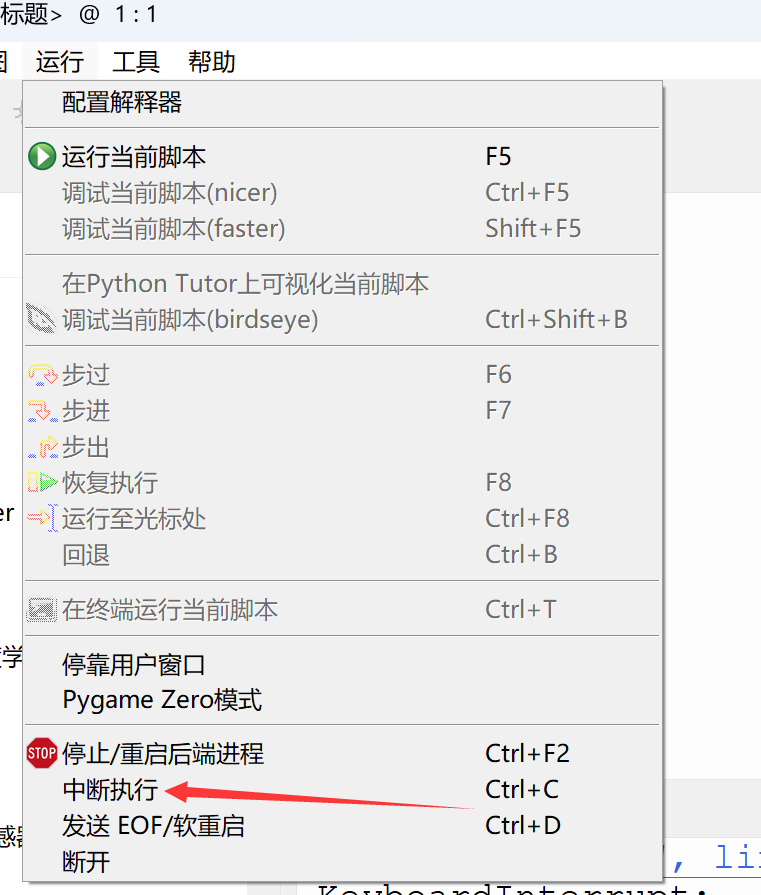 标题> @ 1 : 1
图 运行 工具 帮助
配置解释器
运行当前脚本 F5
调试当前脚本(nicer) Ctrl+F5
调试当前脚本(faster) Shift+F5
在Python Tutor上可视化当前脚本
调试当前脚本(birdseye) Ctrl+Shift+B
步过 F6
步进 F7
步出
恢复执行 F8
er
运行至光标处 Ctrl+F8
回退 Ctrl+B
在终端运行当前脚本 Ctrl+T
学
停靠用户窗口
Pygame Zero模式
STOP 停止/重启后端进程 Ctrl+F2
中断执行 Ctrl+C
发送 EOF/软重启 Ctrl+D
感器
", li
断开
KeyboardInterrupt: